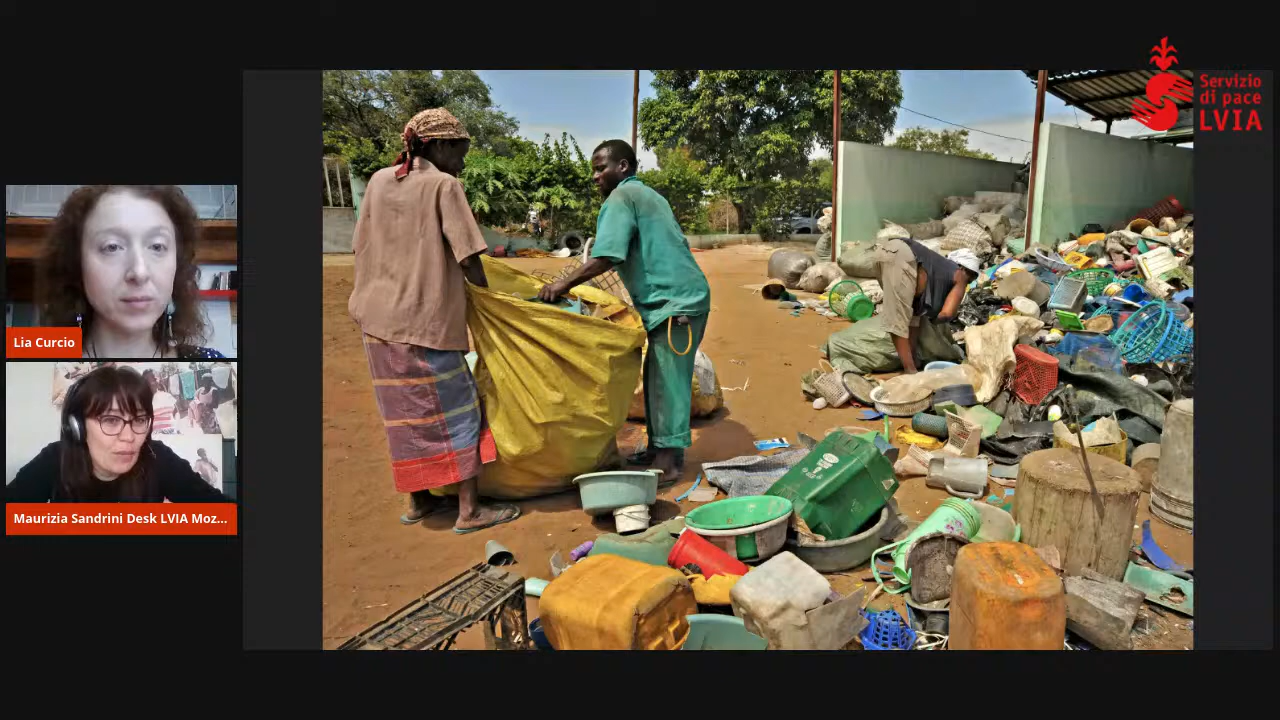 Servizio
di pace
LVIA
Lia Curcio
Maurizia Sandrini Desk LVIA Moz...